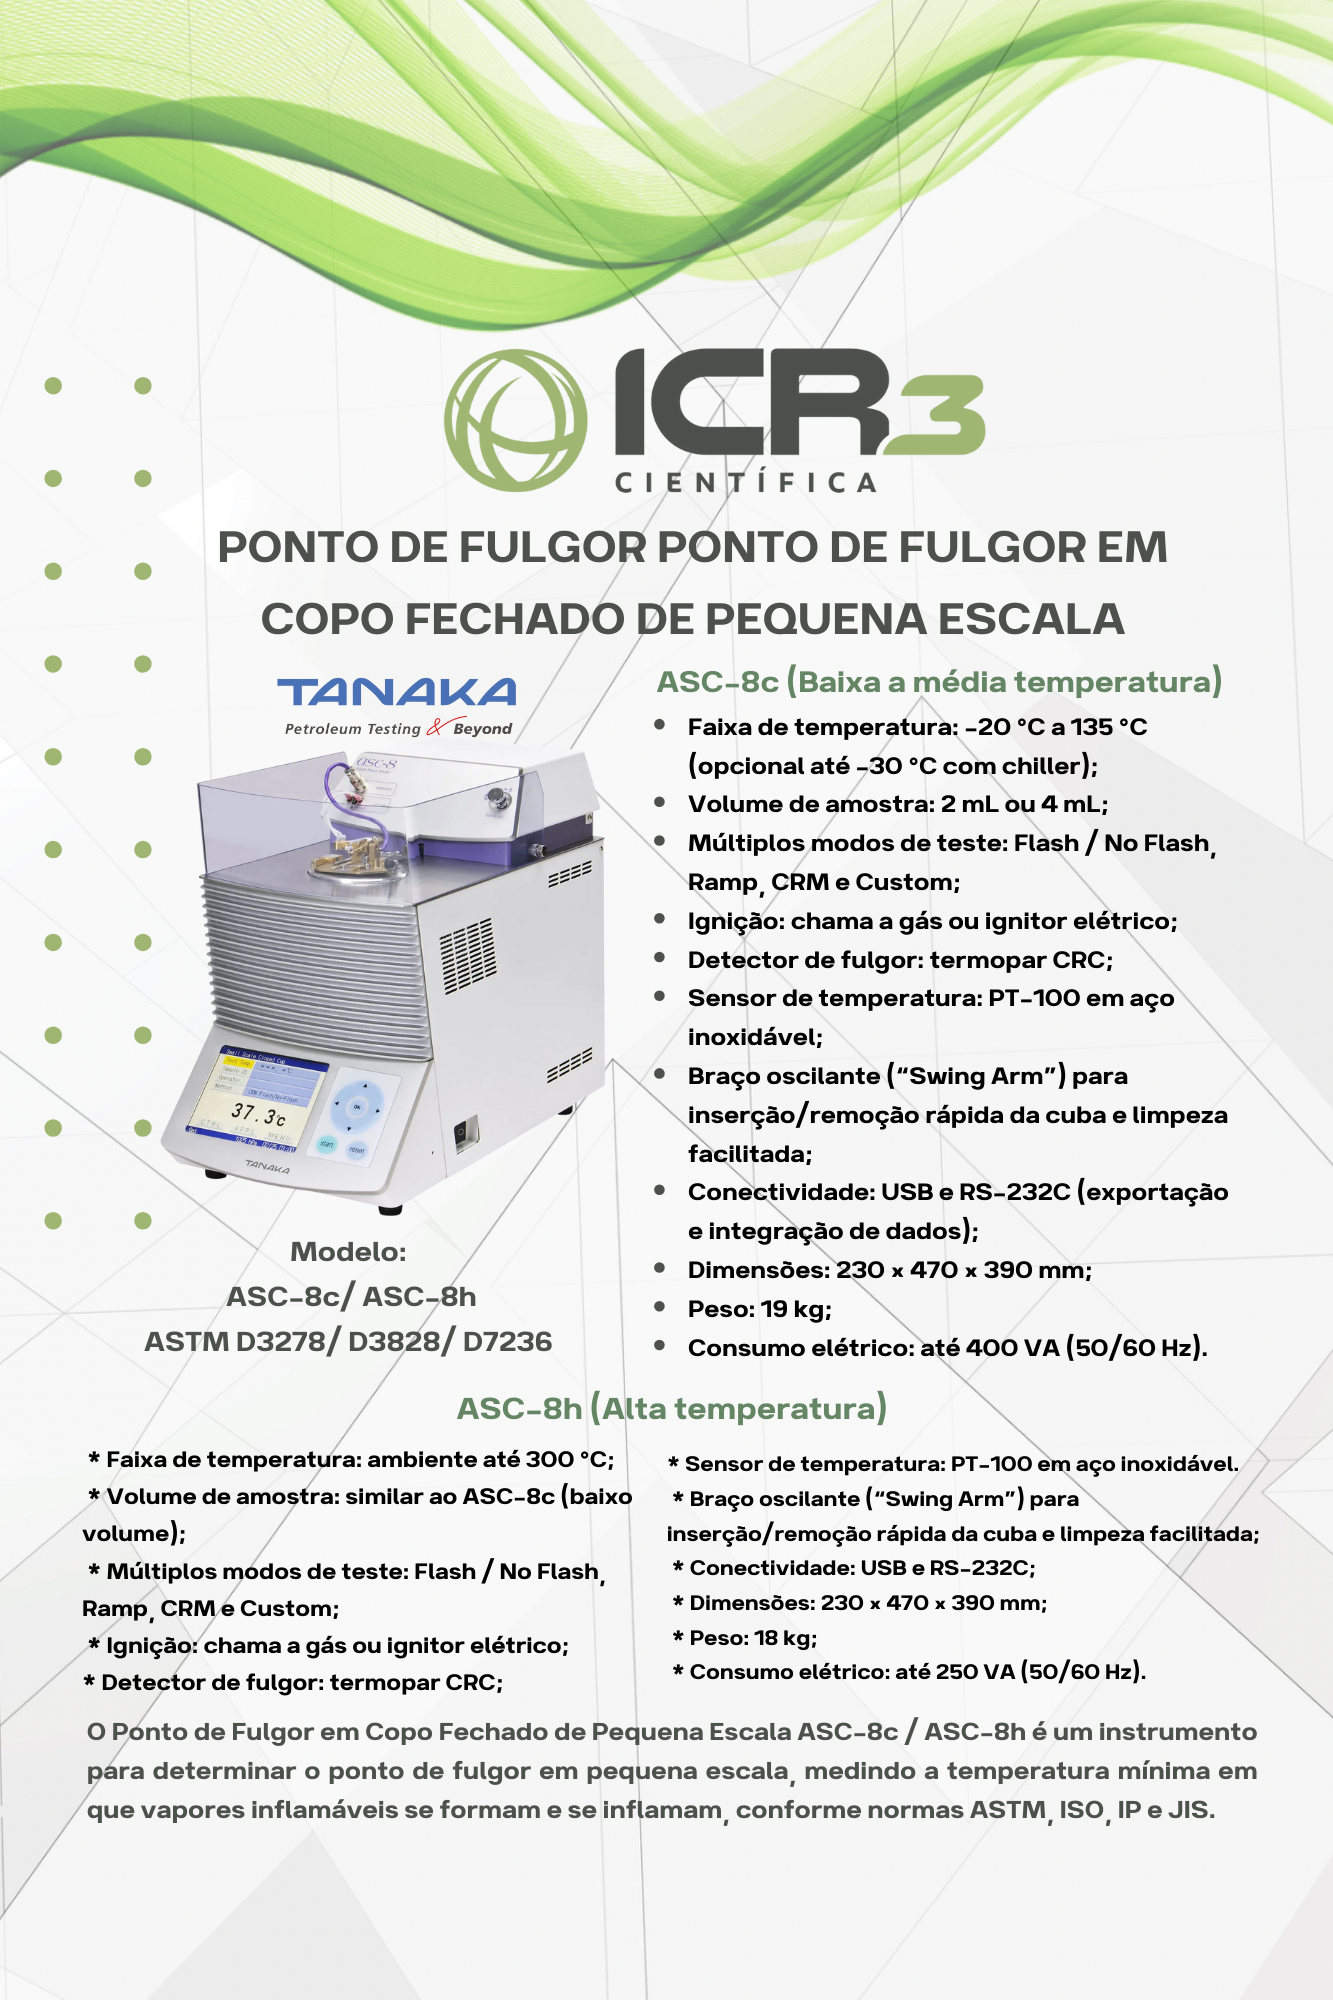 ICR3
CIENTÍFICA
PONTO DE FULGOR PONTO DE FULGOR EM
COPO FECHADO DE PEQUENA ESCALA
TANAKA
Petroleum Testing & Beyond
asc-8
Small Scale Closed Cup
37.3°C
MENU
start
OK
reset
TANAKA
Modelo:
ASC-8c/ ASC-8h
ASTM D3278/ D3828/ D7236
ASC-8c (Baixa a média temperatura)
• Faixa de temperatura: -20 °C a 135 °C
(opcional até -30 °C com chiller);
• Volume de amostra: 2 mL ou 4 mL;
• Múltiplos modos de teste: Flash / No Flash,
Ramp, CRM e Custom;
• Ignição: chama a gás ou ignitor elétrico;
• Detector de fulgor: termopar CRC;
• Sensor de temperatura: PT-100 em aço
inoxidável;
• Braço oscilante (“Swing Arm”) para
inserção/remoção rápida da cuba e limpeza
facilitada;
• Conectividade: USB e RS-232C (exportação
e integração de dados);
• Dimensões: 230 × 470 × 390 mm;
• Peso: 19 kg;
• Consumo elétrico: até 400 VA (50/60 Hz).
ASC-8h (Alta temperatura)
* Faixa de temperatura: ambiente até 300 °C;
* Volume de amostra: similar ao ASC-8c (baixo
volume);
* Múltiplos modos de teste: Flash / No Flash,
Ramp, CRM e Custom;
* Ignição: chama a gás ou ignitor elétrico;
* Detector de fulgor: termopar CRC;
* Sensor de temperatura: PT-100 em aço inoxidável.
* Braço oscilante (“Swing Arm”) para
inserção/remoção rápida da cuba e limpeza facilitada;
* Conectividade: USB e RS-232C;
* Dimensões: 230 × 470 × 390 mm;
* Peso: 18 kg;
* Consumo elétrico: até 250 VA (50/60 Hz).
O Ponto de Fulgor em Copo Fechado de Pequena Escala ASC-8c / ASC-8h é um instrumento
para determinar o ponto de fulgor em pequena escala, medindo a temperatura mínima em
que vapores inflamáveis se formam e se inflamam, conforme normas ASTM, ISO, IP e JIS.